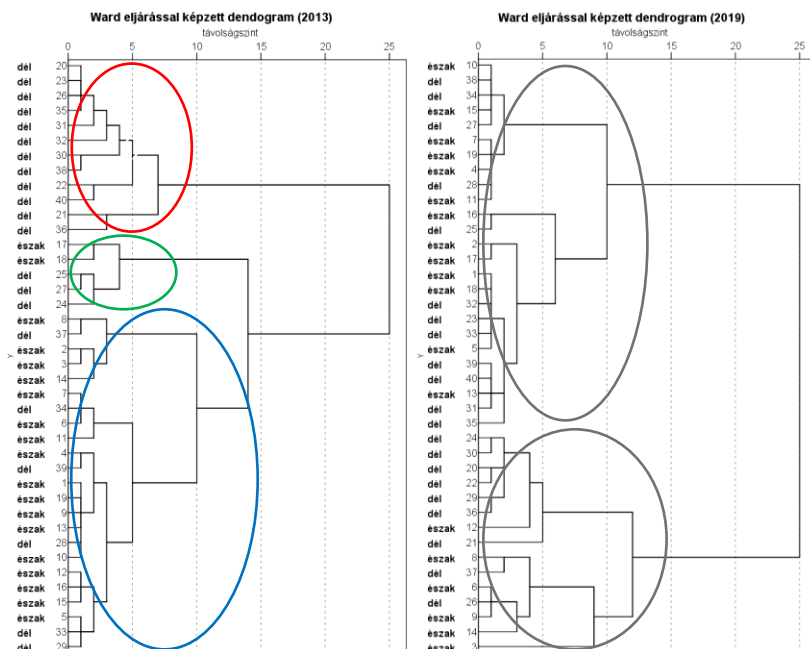 Ward eljárással képzett dendogram (2013)
távolságszint
0 5 10 15 20 25
Y
dél 20
dél 23
dél 26
dél 35
dél 31
dél 32
dél 30
dél 38
dél 22
dél 40
dél 21
dél 36
észak 17
észak 18
dél 25
dél 27
dél 24
észak 8
dél 37
észak 2
észak 3
észak 14
észak 7
dél 34
észak 6
észak 11
észak 4
dél 39
észak 1
észak 19
észak 9
észak 13
dél 28
észak 10
észak 12
észak 16
észak 15
észak 5
dél 33
dél 29
Ward eljárással képzett dendrogram (2019)
távolságszint
0 5 10 15 20 25
Y
észak 10
dél 38
dél 34
észak 15
dél 27
észak 7
észak 19
észak 4
dél 28
észak 11
észak 16
dél 25
észak 2
észak 17
észak 1
észak 18
dél 32
dél 23
dél 33
észak 5
dél 39
dél 40
észak 13
dél 31
dél 35
dél 24
dél 30
dél 20
dél 22
dél 29
dél 36
észak 12
dél 21
észak 8
dél 37
észak 6
dél 26
észak 9
észak 14
észak 3